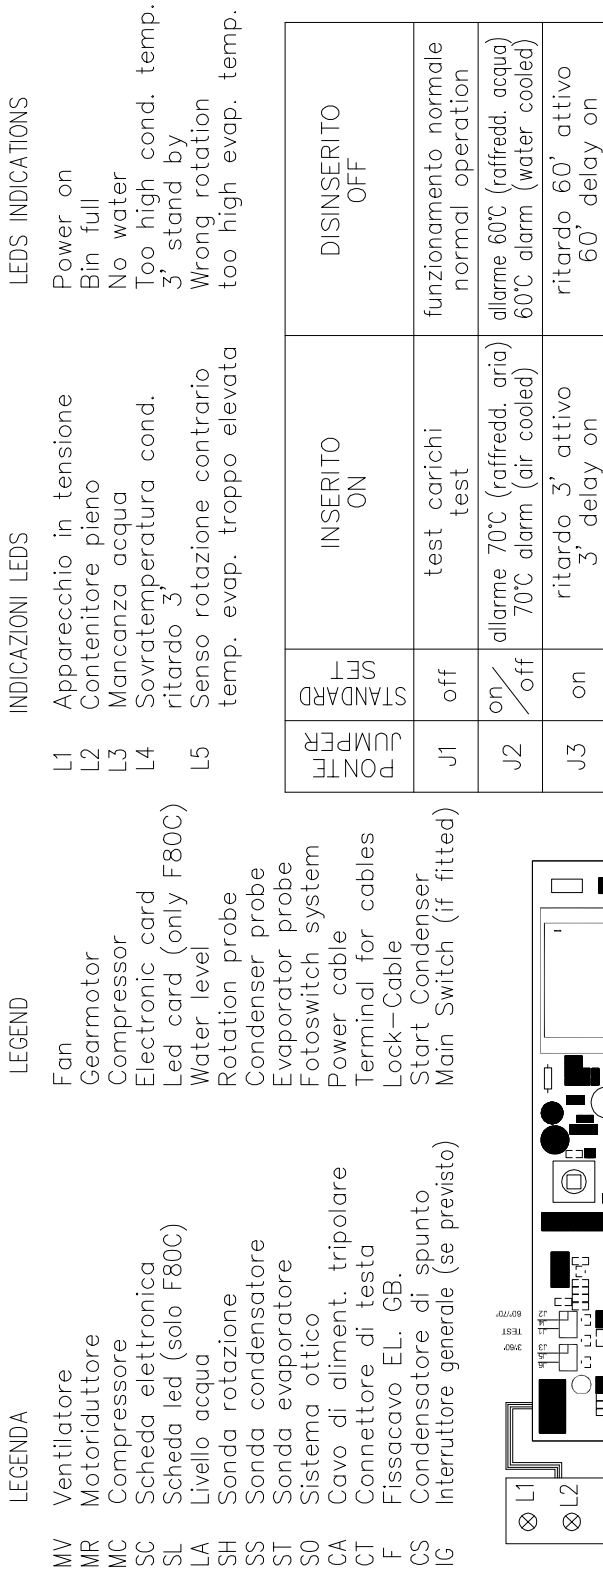 LEGENDA
MV Ventilatore
MR Motoriduttore
MC Compressore
SC Scheda elettronica
SL Scheda led (solo F80C)
LA Livello acqua
SH Sonda rotazione
SS Sonda condensatore
ST Sonda evaporatore
SO Sistema ottico
CA Cavo di aliment. tripolare
CT Connettore di testa
F Fissacavo EL. GB.
CS Condensatore di spunto
IG Interruttore generale (se previsto)
LEGEND
Fan
Gearmotor
Compressor
Electronic card
Led card (only F80C)
Water level
Rotation probe
Condenser probe
Evaporator probe
Fotoswitch system
Power cable
Terminal for cables
Lock-Cable
Start Condenser
Main Switch (if fitted)
INDICAZIONI LEDS
L1 Apparecchio in tensione
L2 Contenitore pieno
L3 Mancanza acqua
L4 Sovratemperatura cond.
ritardo 3'
L5 Senso rotazione contrario
temp. evap. troppo elevata
LEDS INDICATIONS
Power on
Bin full
No water
Too high cond. temp.
3' stand by
Wrong rotation
too high evap. temp.
PONTE
JUMPER
STANDARD
SET
INSERITO
ON
DISINSERITO
OFF
J1
off
test carichi
test
funzionamento normale
normal operation
J2
on/off
allarme 70°C (raffredd. aria)
70°C alarm (air cooled)
allarme 60°C (raffredd. acqua)
60°C alarm (water cooled)
J3
on
ritardo 3' attivo
3' delay on
ritardo 60' attivo
60' delay on
L1
L2
3/60'
TEST
60°/70°
J6
J5
J3
J1
J4
J2